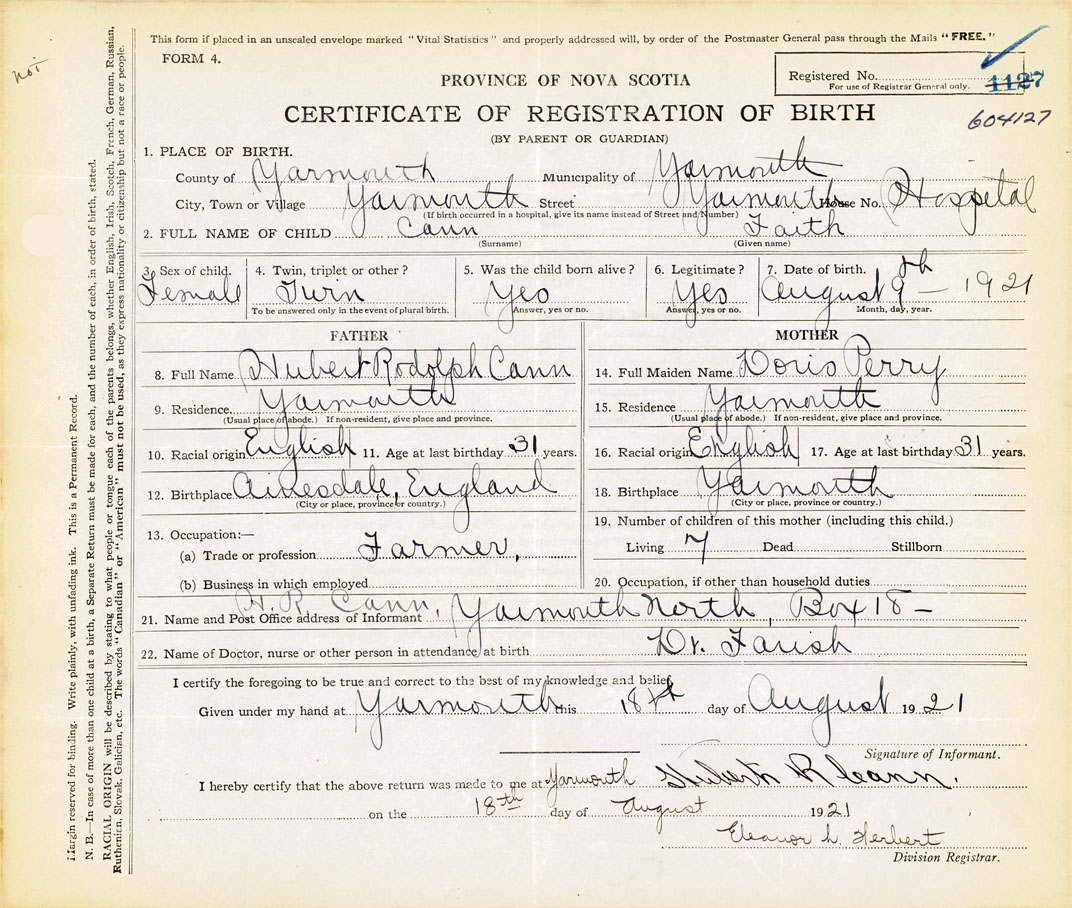 This form if placed in an unsealed envelope marked "Vital Statistics" and properly addressed will, by order of the Postmaster General pass through the Mails "FREE."
FORM 4.
not
PROVINCE OF NOVA SCOTIA
Registered No. 1127
For use of Registrar General only.
604127
CERTIFICATE OF REGISTRATION OF BIRTH
(BY PARENT OR GUARDIAN)
1. PLACE OF BIRTH.
County of Yarmouth Municipality of Yarmouth
City, Town or Village Yarmouth Street Yarmouth House No. Hospetal
(If birth occurred in a hospital, give its name instead of Street and Number)
2. FULL NAME OF CHILD Cann Faith
(Surname) (Given name)
3. Sex of child. 4. Twin, triplet or other? 5. Was the child born alive? 6. Legitimate? 7. Date of birth.
Female Twin Yes Yes August 9th - 1921
To be answered only in the event of plural birth. Answer, yes or no. Answer, yes or no. Month, day, year.
FATHER MOTHER
8. Full Name Hubert Rodolph Cann 14. Full Maiden Name Doris Perry
9. Residence Yarmouth 15. Residence Yarmouth
(Usual place of abode.) If non-resident, give place and province. (Usual place of abode.) If non-resident, give place and province.
10. Racial origin English 11. Age at last birthday 31 years. 16. Racial origin English 17. Age at last birthday 31 years.
12. Birthplace Ainesdale, England 18. Birthplace Yarmouth
(City or place, province or country.) (City or place, province or country.)
13. Occupation:— 19. Number of children of this mother (including this child.)
(a) Trade or profession Farmer, Living 7 Dead Stillborn
(b) Business in which employed 20. Occupation, if other than household duties
21. Name and Post Office address of Informant H. R. Cann, Yarmouth North, Box 18 -
22. Name of Doctor, nurse or other person in attendance at birth Dr. Farish
I certify the foregoing to be true and correct to the best of my knowledge and belief.
Given under my hand at Yarmouth this 18th day of August 1921
Signature of Informant.
I hereby certify that the above return was made to me at Yarmouth Hubert R Cann.
on the 18th day of August 1921
Eleanor L. Herbert
Division Registrar.
Margin reserved for binding. Write plainly, with unfading ink. This is a Permanent Record.
N. B.—In case of more than one child at a birth, a Separate Return must be made for each, and the number of each, in order of birth, stated.
RACIAL ORIGIN will be described by stating to what people or tongue each of the parents belongs, whether English, Irish, Scotch, French, German, Russian,
Ruthenian, Slovak, Galician, etc. The words "Canadian" or "American" must not be used, as they express nationality or citizenship but not a race or people.